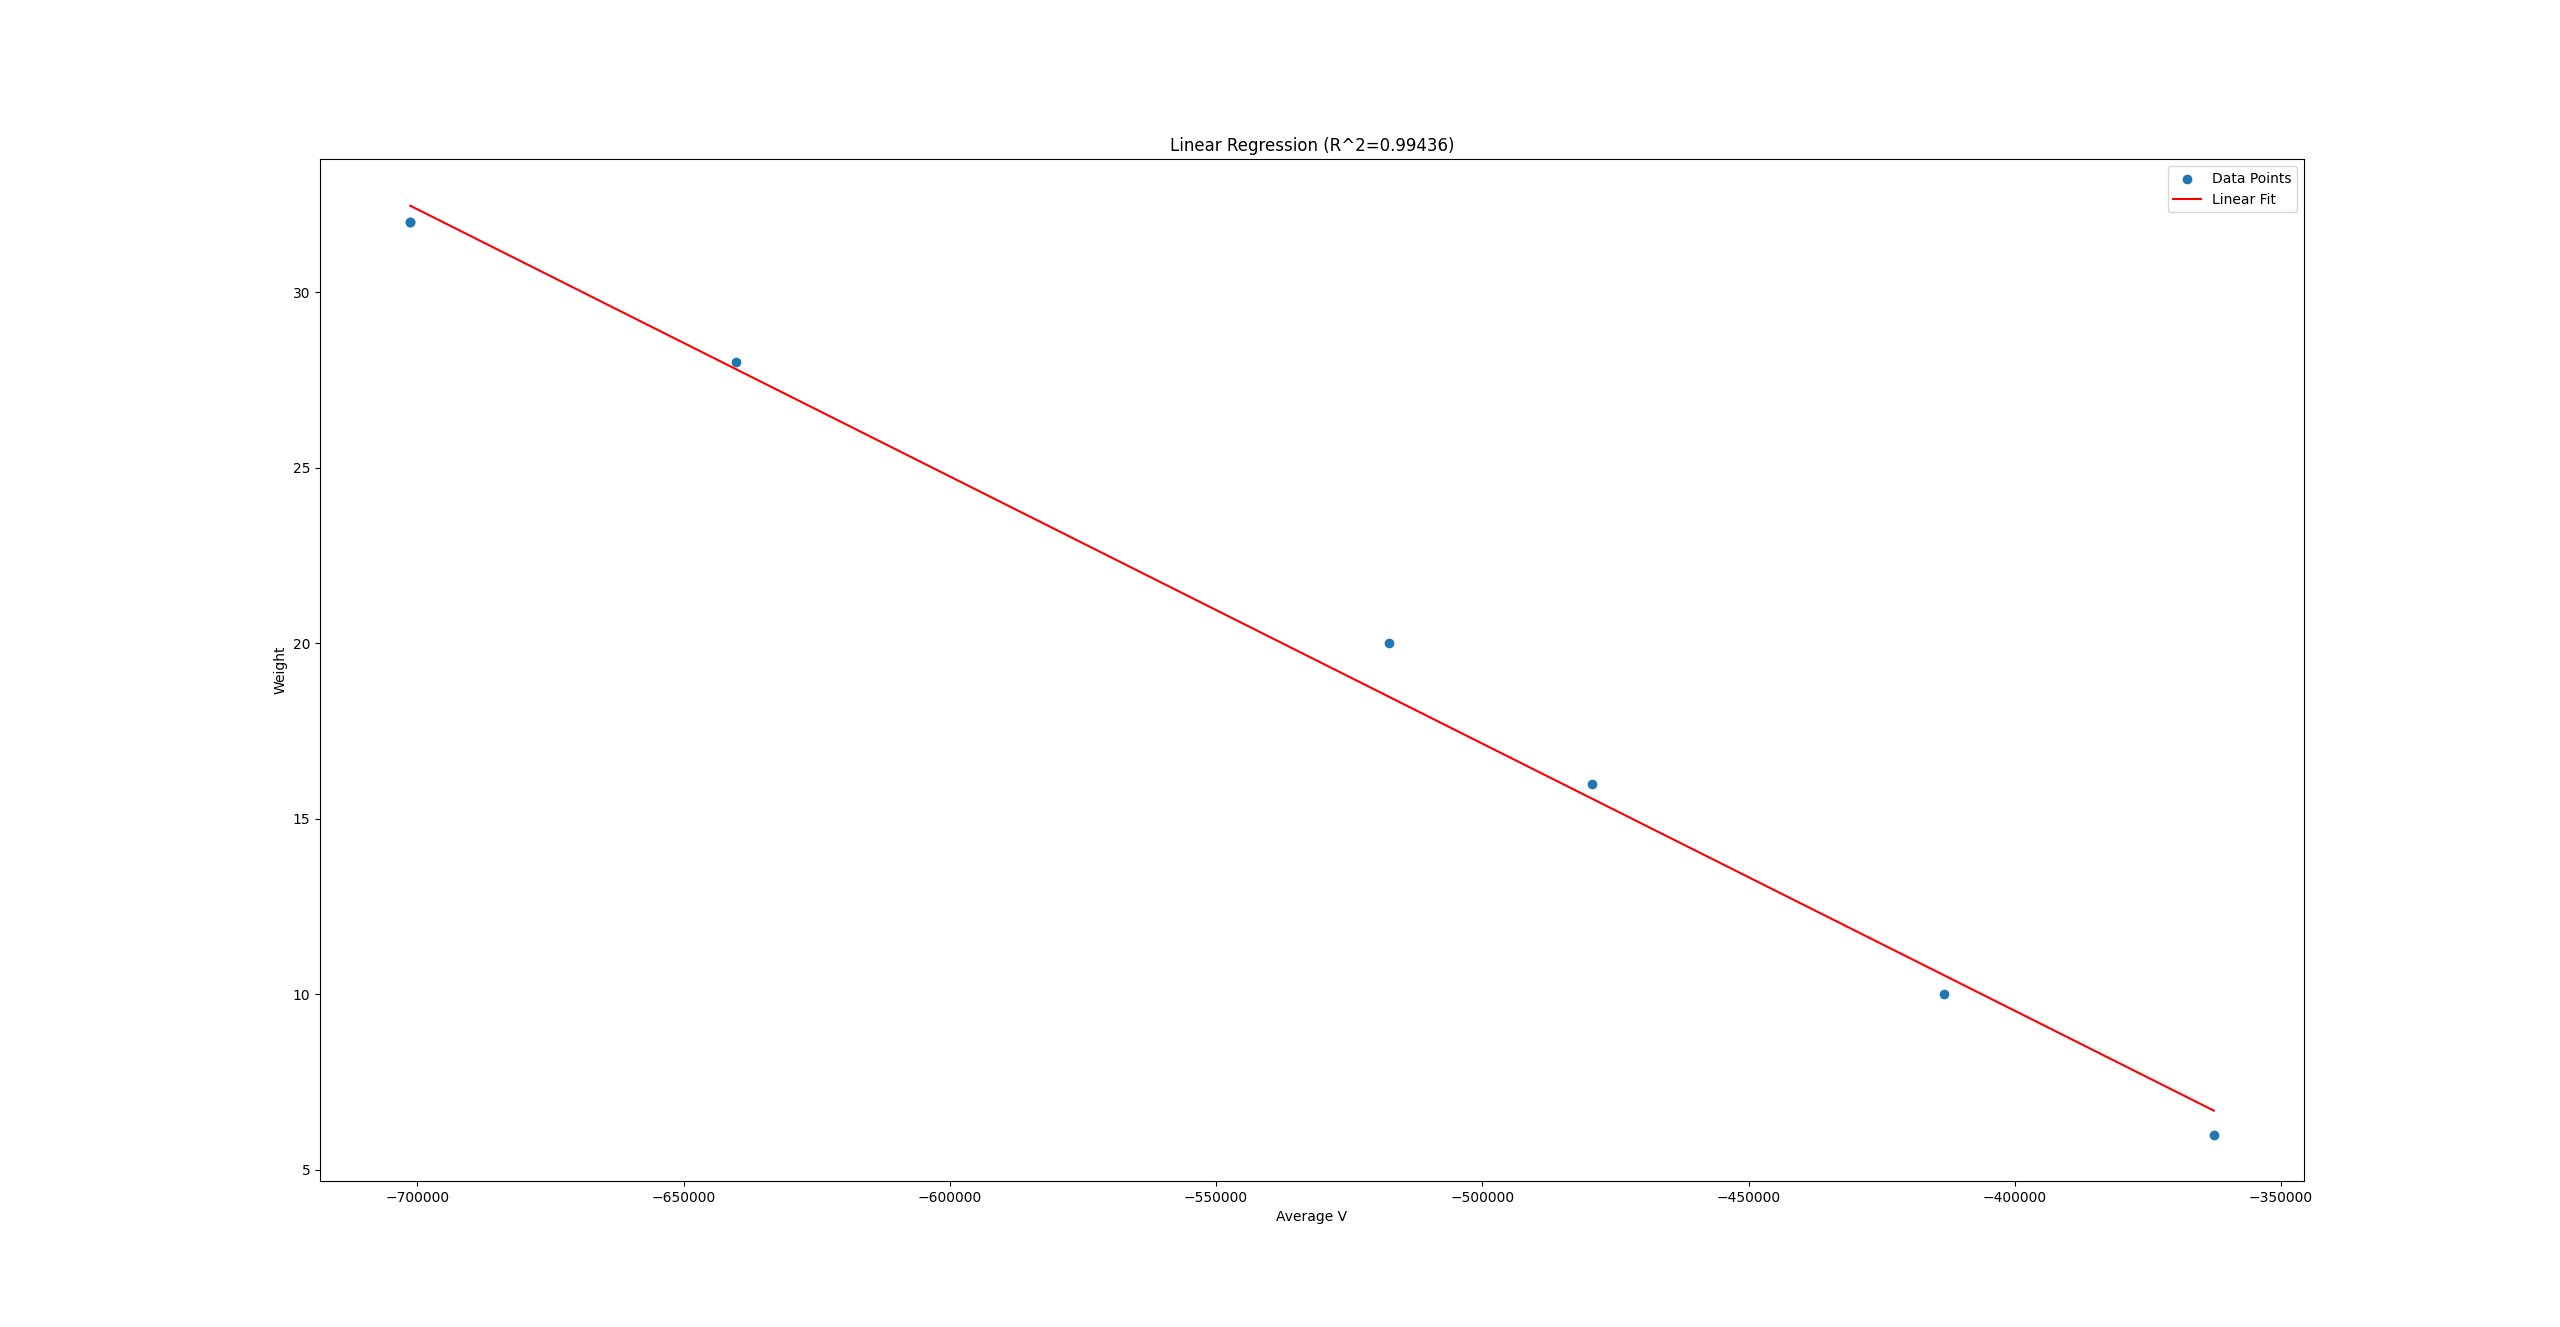 Linear Regression (R^2=0.99436)
Data Points
Linear Fit
Weight
30
25
20
15
10
5
−700000
−650000
−600000
−550000
−500000
−450000
−400000
−350000
Average V